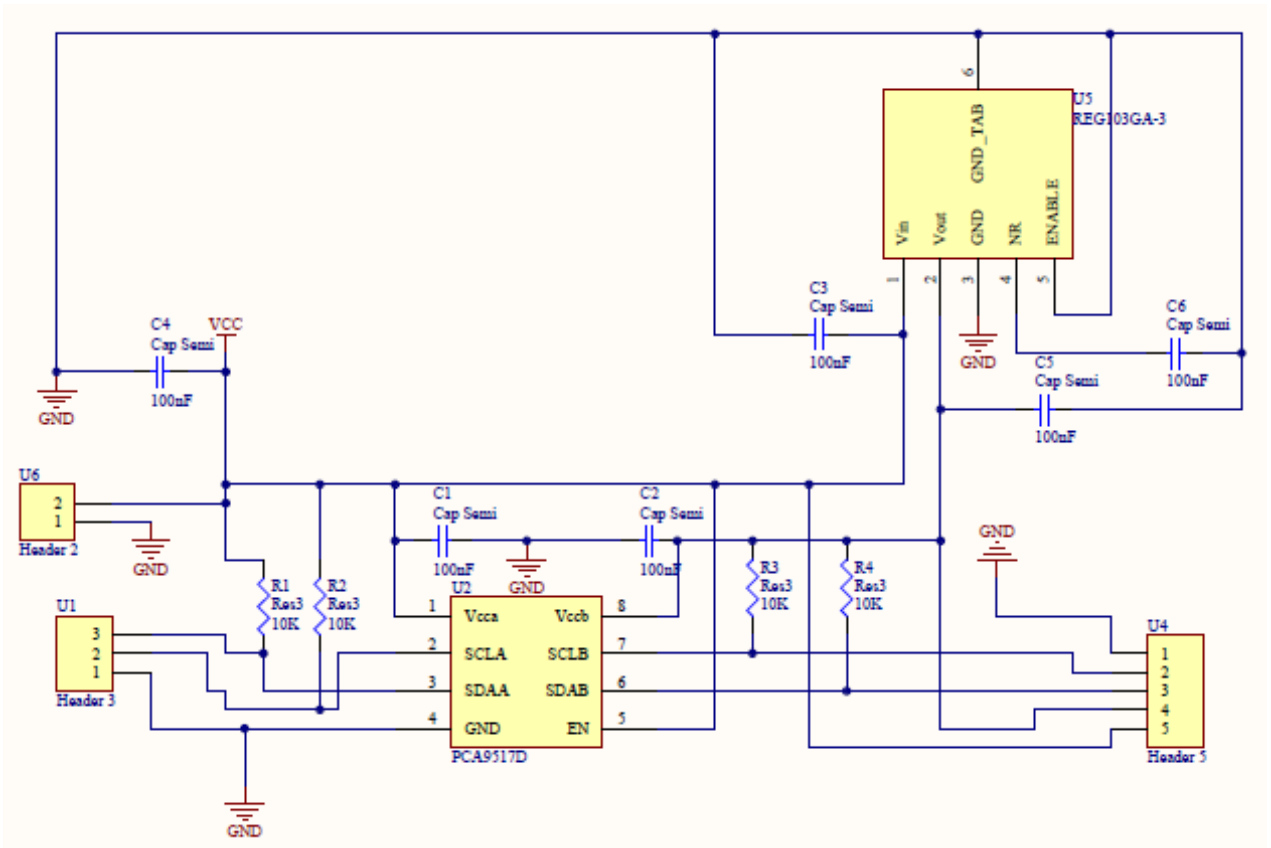 6
U5
REG103GA-3
GND_TAB
Vin
Vout
GND
NR
ENABLE
1
2
3
4
5
C3
Cap Semi
100nF
GND
C6
Cap Semi
100nF
C5
Cap Semi
100nF
C4
Cap Semi
100nF
VCC
GND
U6
2
1
Header 2
GND
C1
Cap Semi
100nF
GND
C2
Cap Semi
100nF
R1
Res3
10K
R2
Res3
10K
R3
Res3
10K
R4
Res3
10K
GND
U1
3
2
1
Header 3
U2
1
Vcca
2
SCLA
3
SDAA
4
GND
Vccb
8
SCLB
7
SDAB
6
EN
5
PCA9517D
U4
1
2
3
4
5
Header 5
GND